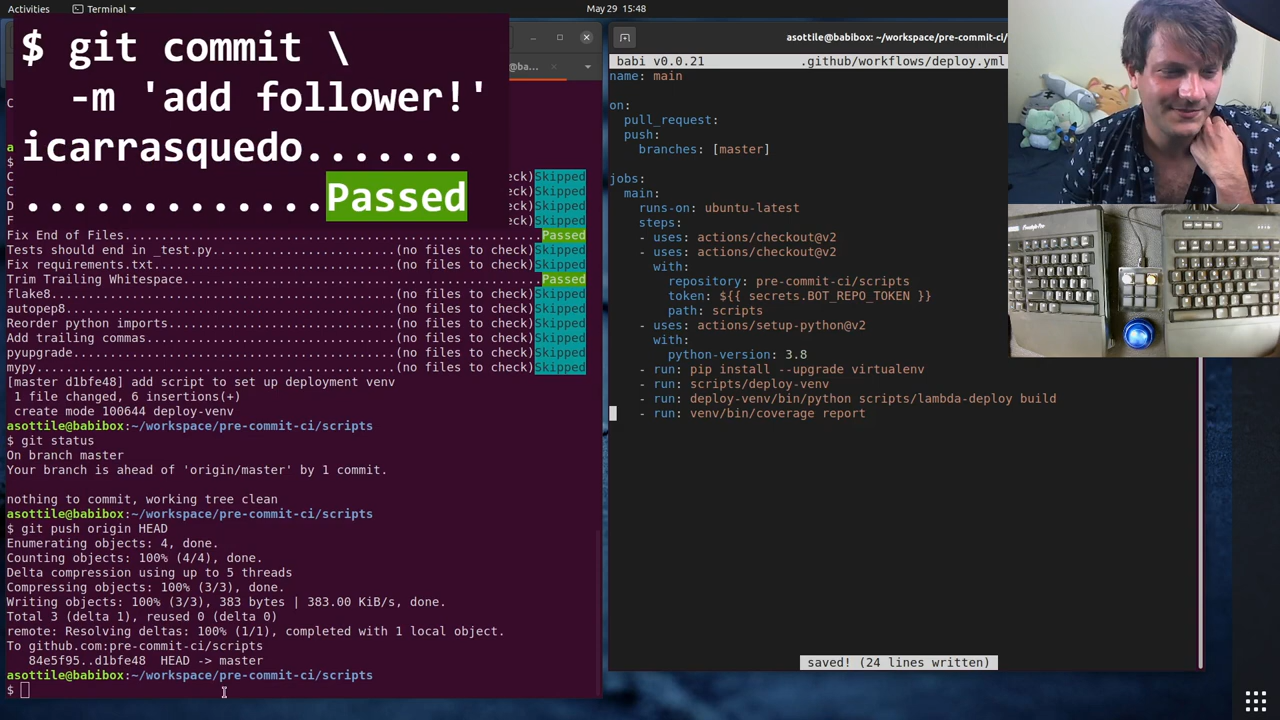 Activities
Terminal
May 29 15:48
$ git commit \
-m 'add follower!'
icarrasquedo.......
.............Passed
@ba...
check)Skipped
check)Skipped
check)Skipped
check)Skipped
Fix End of Files.........................................................Passed
Tests should end in _test.py.........................(no files to check)Skipped
Fix requirements.txt.................................(no files to check)Skipped
Trim Trailing Whitespace.................................................Passed
flake8...............................................(no files to check)Skipped
autopep8.............................................(no files to check)Skipped
Reorder python imports...............................(no files to check)Skipped
Add trailing commas..................................(no files to check)Skipped
pyupgrade............................................(no files to check)Skipped
mypy.................................................(no files to check)Skipped
[master d1bfe48] add script to set up deployment venv
1 file changed, 6 insertions(+)
create mode 100644 deploy-venv
asottile@babibox:~/workspace/pre-commit-ci/scripts
$ git status
On branch master
Your branch is ahead of 'origin/master' by 1 commit.
nothing to commit, working tree clean
asottile@babibox:~/workspace/pre-commit-ci/scripts
$ git push origin HEAD
Enumerating objects: 4, done.
Counting objects: 100% (4/4), done.
Delta compression using up to 5 threads
Compressing objects: 100% (3/3), done.
Writing objects: 100% (3/3), 383 bytes | 383.00 KiB/s, done.
Total 3 (delta 1), reused 0 (delta 0)
remote: Resolving deltas: 100% (1/1), completed with 1 local object.
To github.com:pre-commit-ci/scripts
84e5f95..d1bfe48  HEAD -> master
asottile@babibox:~/workspace/pre-commit-ci/scripts
$
asottile@babibox: ~/workspace/pre-commit-ci/
babi v0.0.21 .github/workflows/deploy.yml
name: main
on:
pull_request:
push:
branches: [master]
jobs:
main:
runs-on: ubuntu-latest
steps:
- uses: actions/checkout@v2
- uses: actions/checkout@v2
with:
repository: pre-commit-ci/scripts
token: ${{ secrets.BOT_REPO_TOKEN }}
path: scripts
- uses: actions/setup-python@v2
with:
python-version: 3.8
- run: pip install --upgrade virtualenv
- run: scripts/deploy-venv
- run: deploy-venv/bin/python scripts/lambda-deploy build
- run: venv/bin/coverage report
saved! (24 lines written)